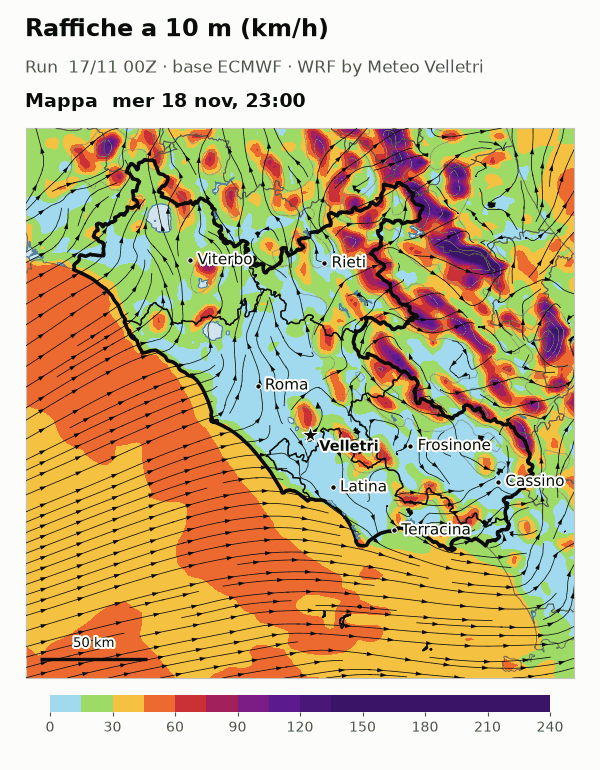 Raffiche a 10 m (km/h)
Run  17/11 00Z · base ECMWF · WRF by Meteo Velletri
Mappa  mer 18 nov, 23:00
Viterbo
Rieti
Roma
Velletri
Frosinone
Latina
Cassino
Terracina
50 km
0 30 60 90 120 150 180 210 240